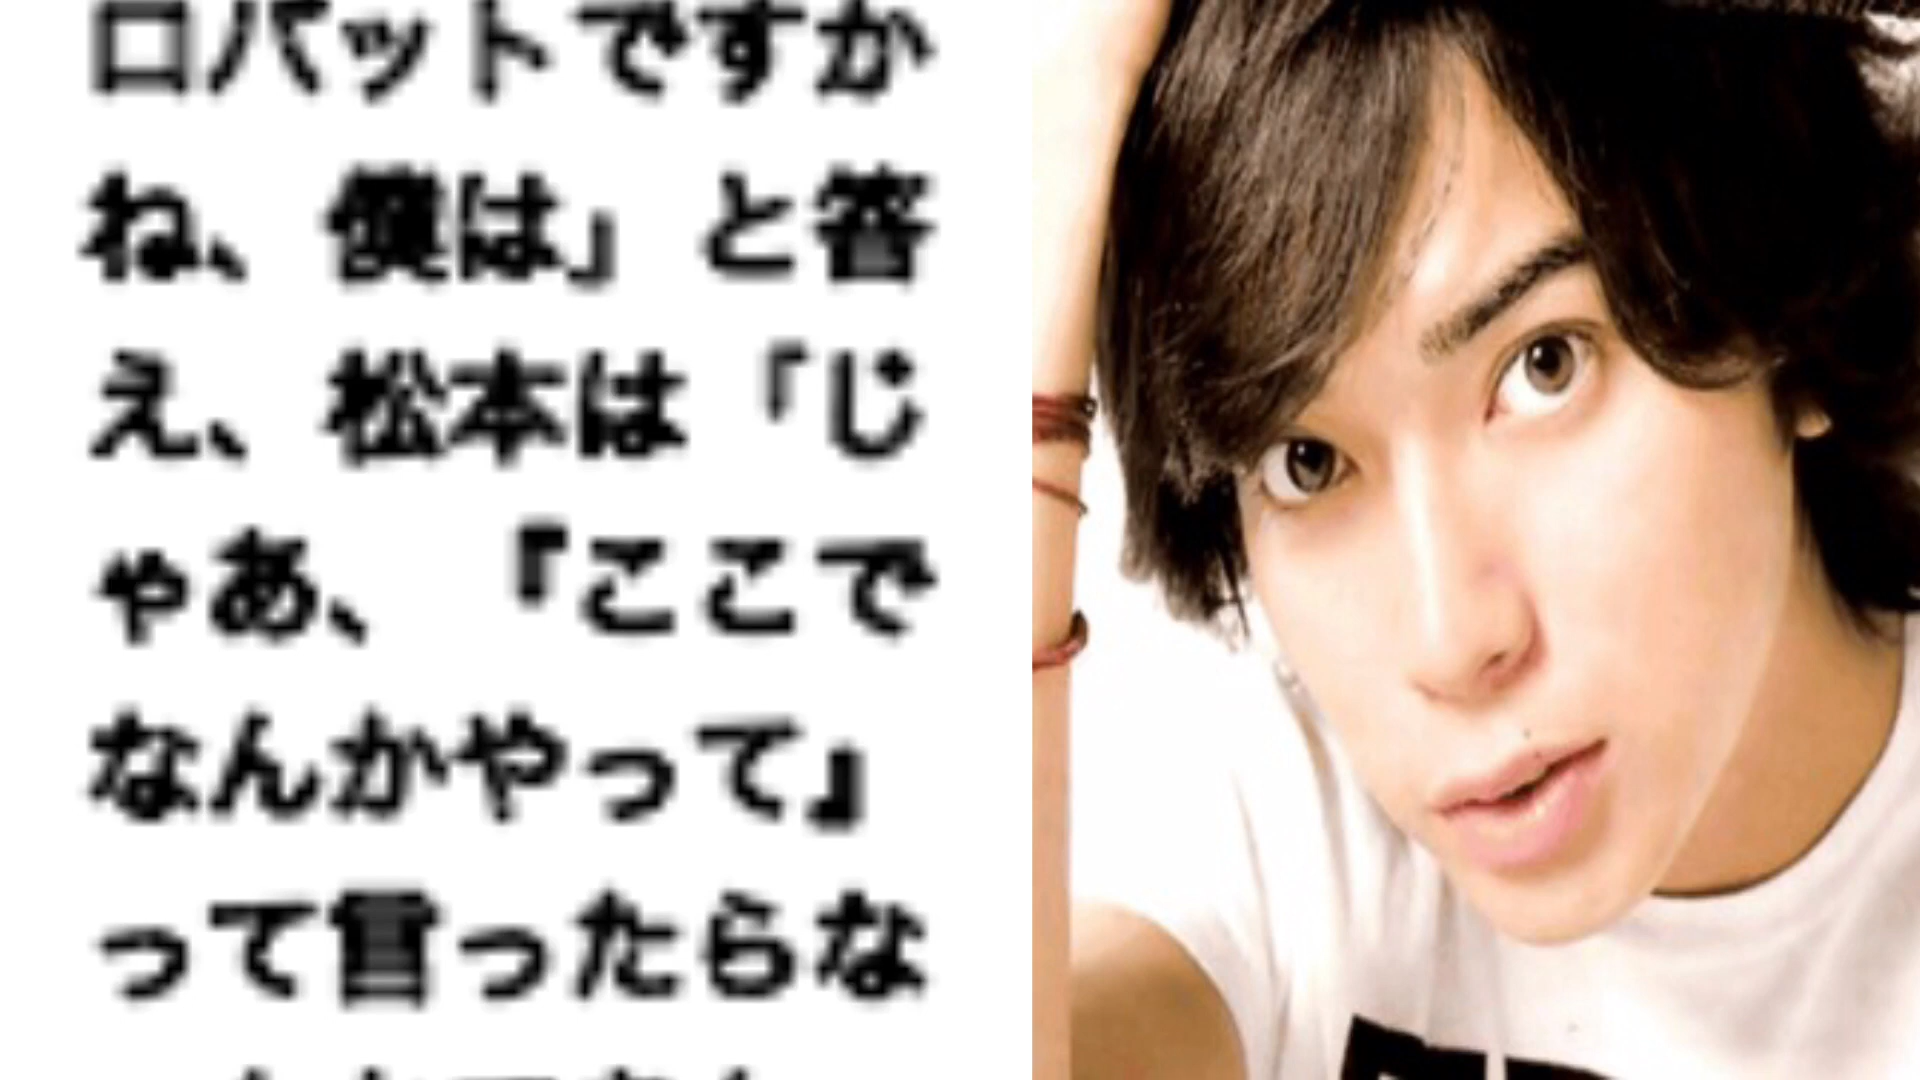 ロバットですか
ね、僕は」と答
え、松本は「じ
ゃあ、『ここで
なんかやって』
って言ったらな